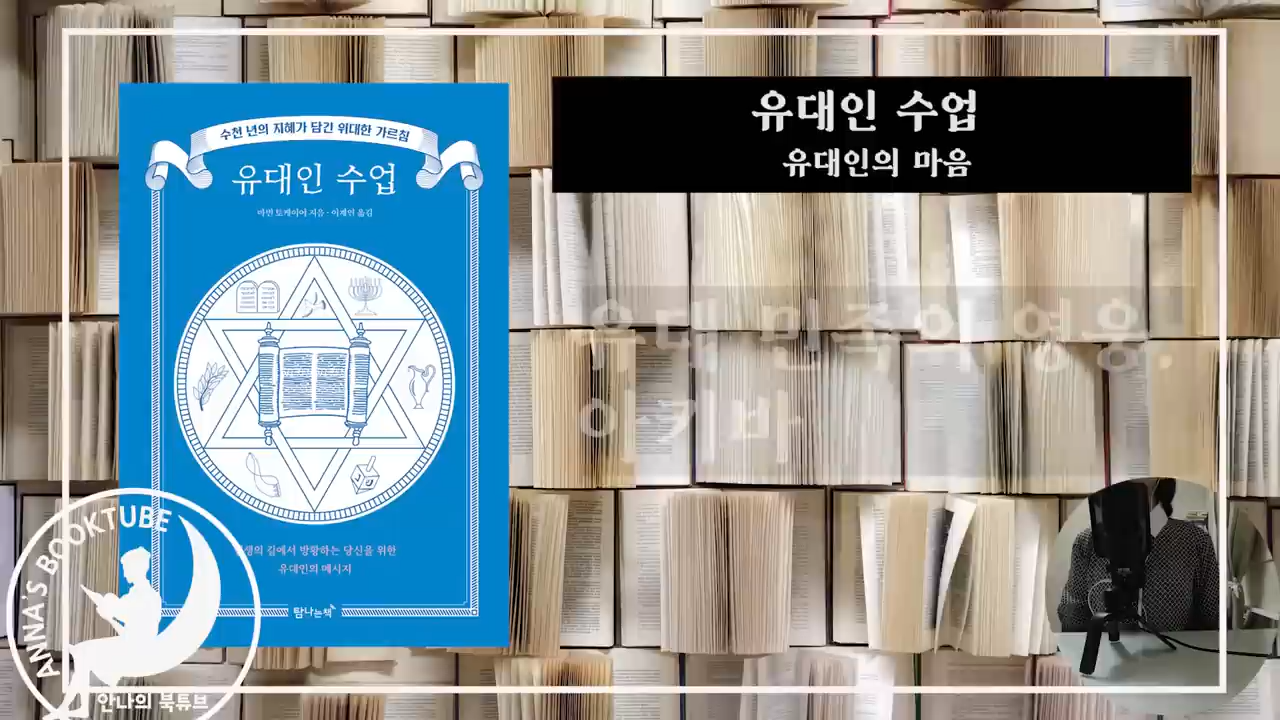 수천 년의 지혜가 담긴 위대한 가르침
유대인 수업
마빈 토케이어 지음 · 이재연 옮김
인생의 길에서 방황하는 당신을 위한
유대인의 메시지
탐나는책
유대인 수업
유대인의 마음
유대 민족의 영웅,
아키바
ANNA'S BOOKTUBE
안나의 북튜브